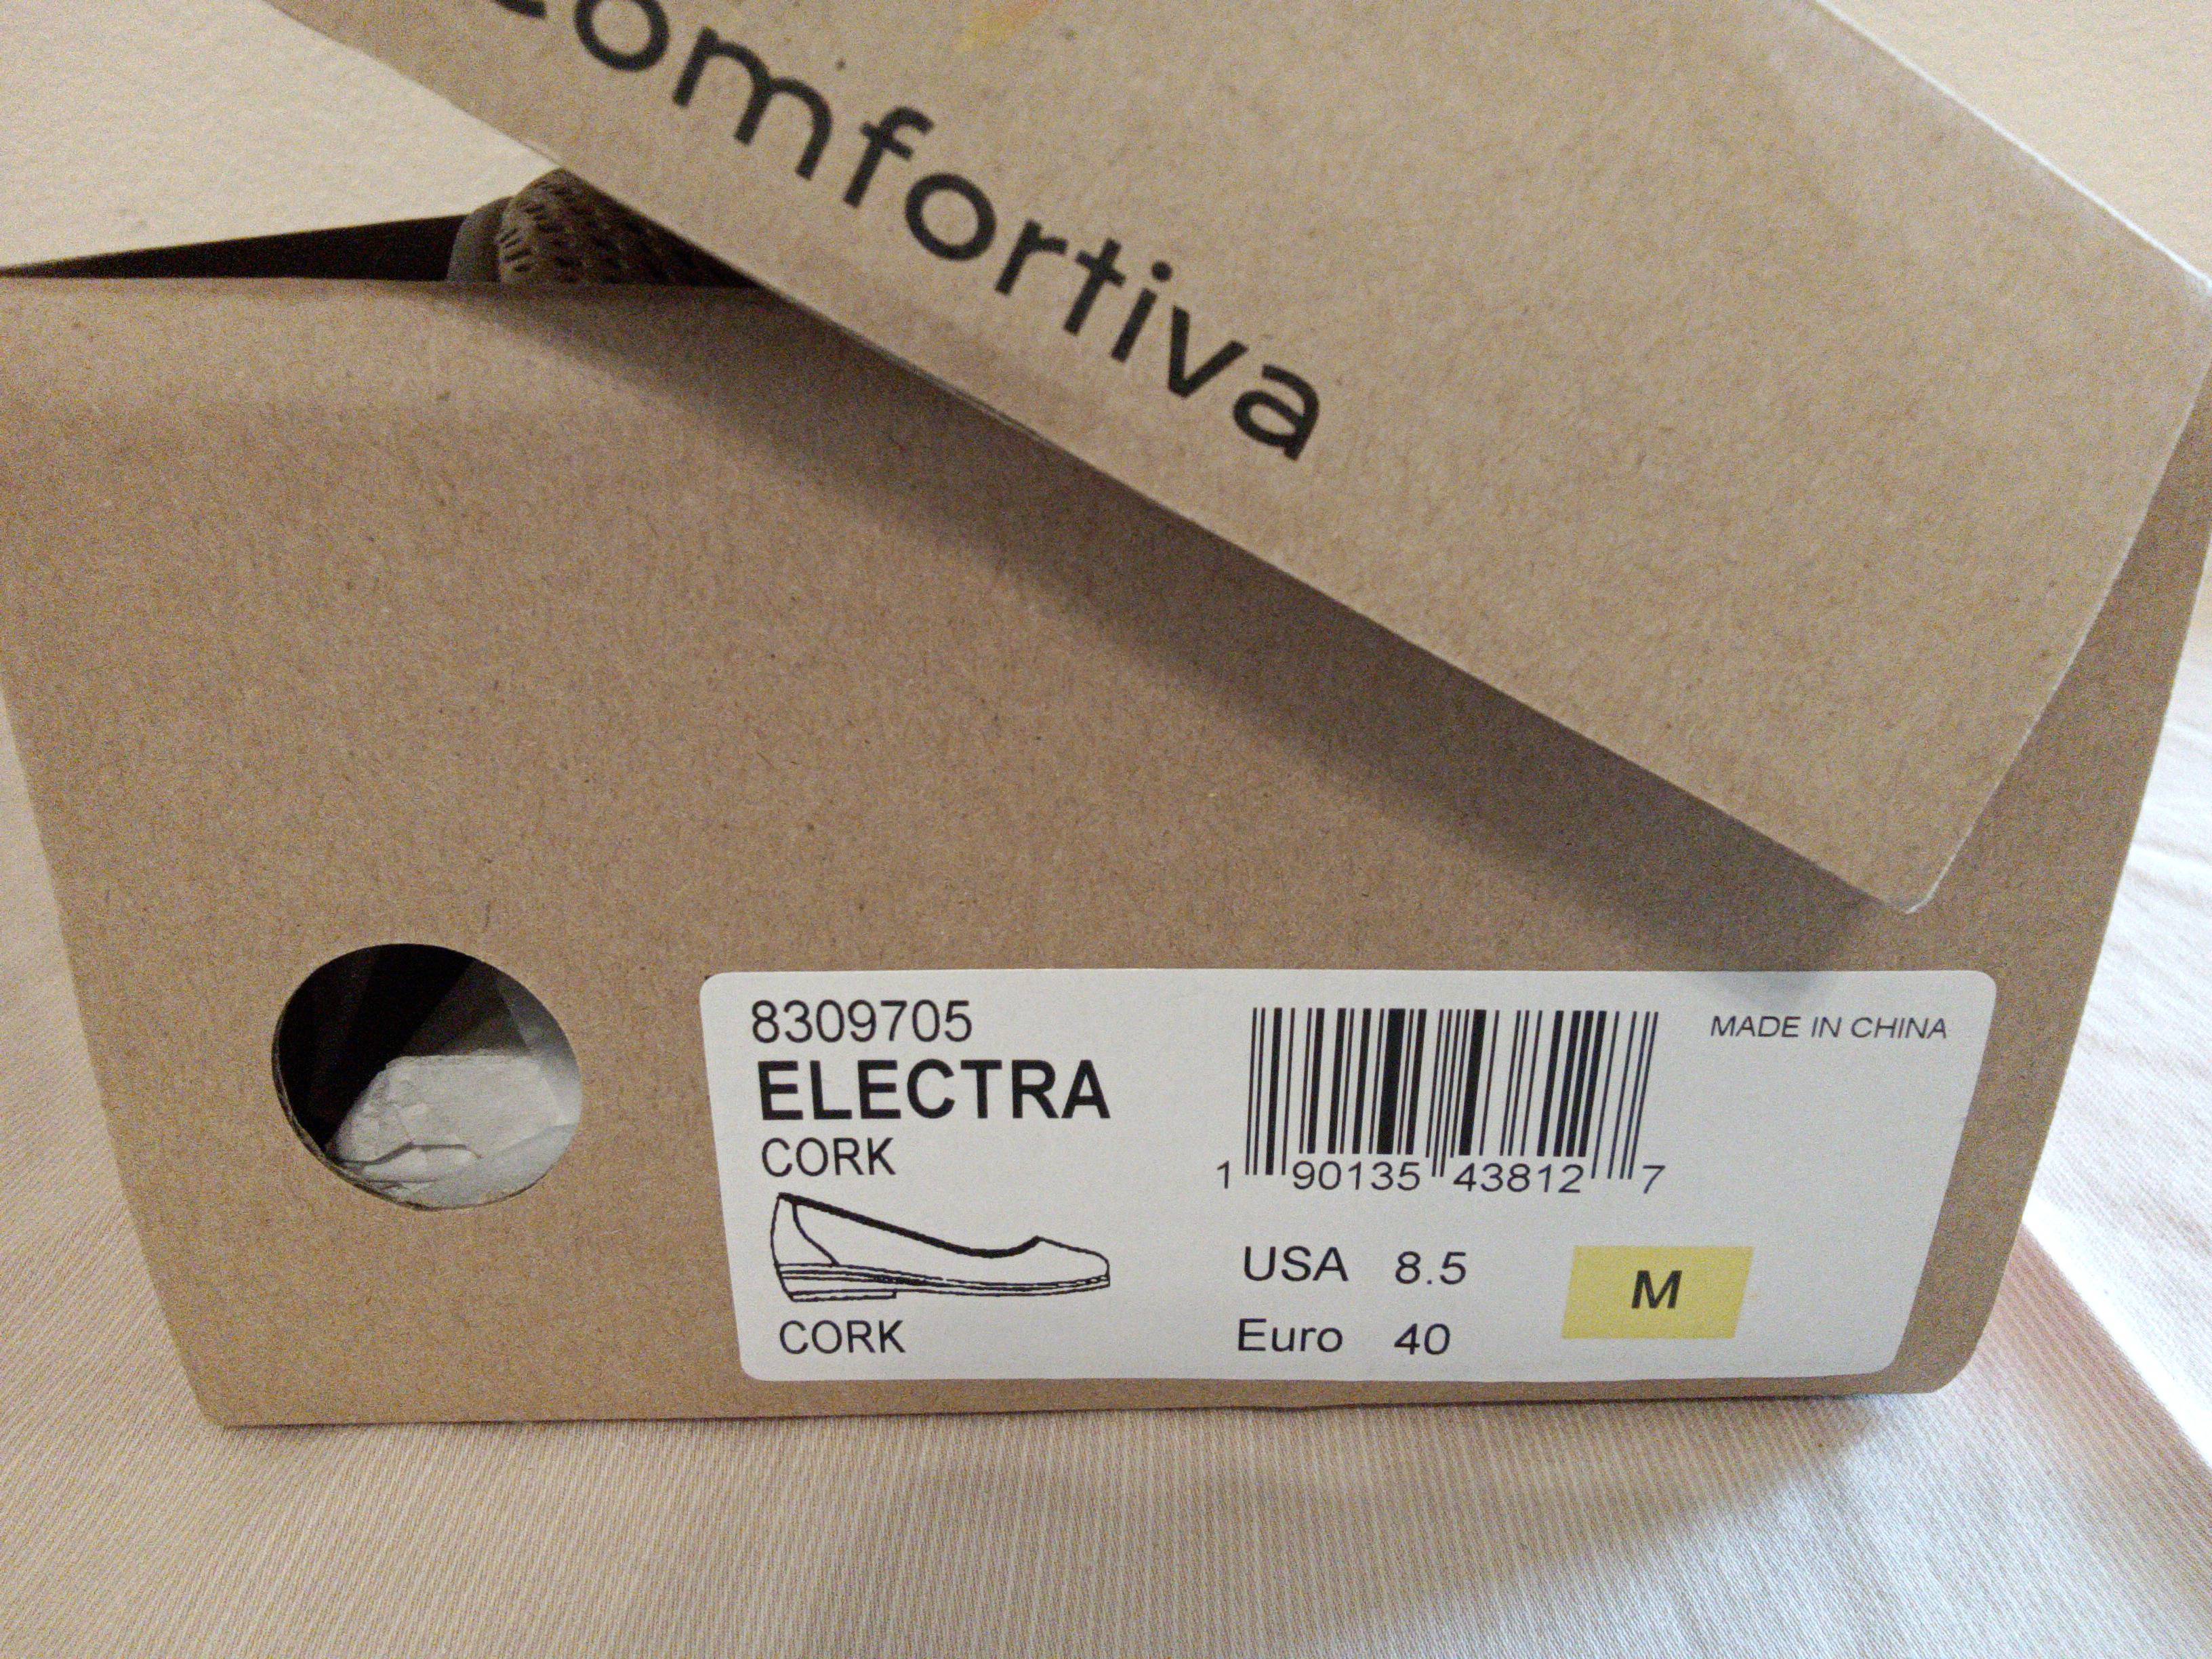 comfortiva
8309705
ELECTRA
CORK
CORK
1 90135 43812 7
MADE IN CHINA
USA 8.5
Euro 40
M